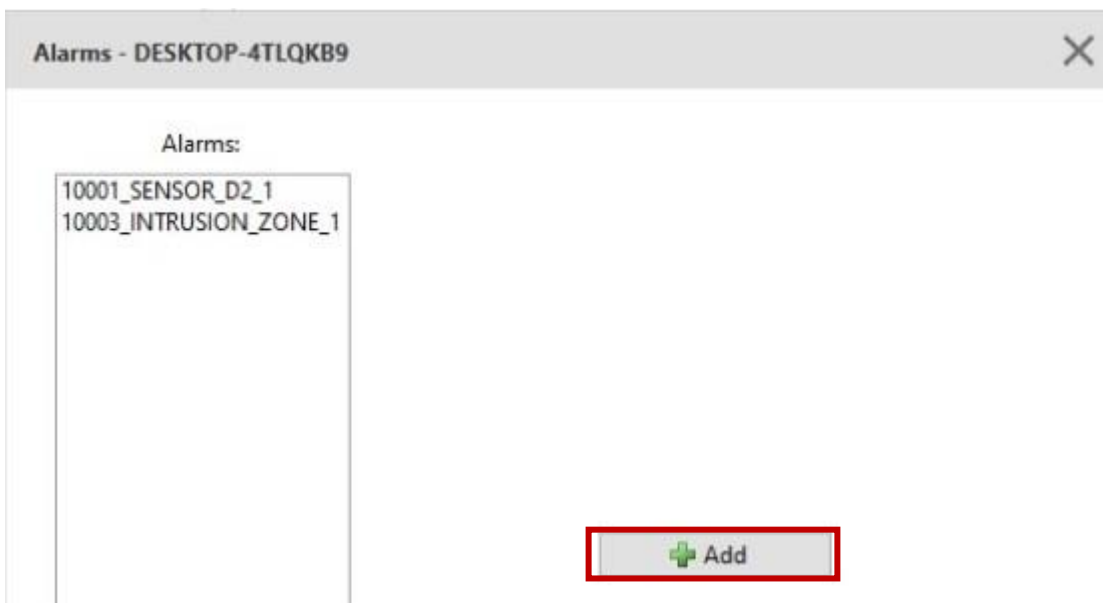 Alarms - DESKTOP-4TLQKB9
Alarms:
10001_SENSOR_D2_1
10003_INTRUSION_ZONE_1
Add